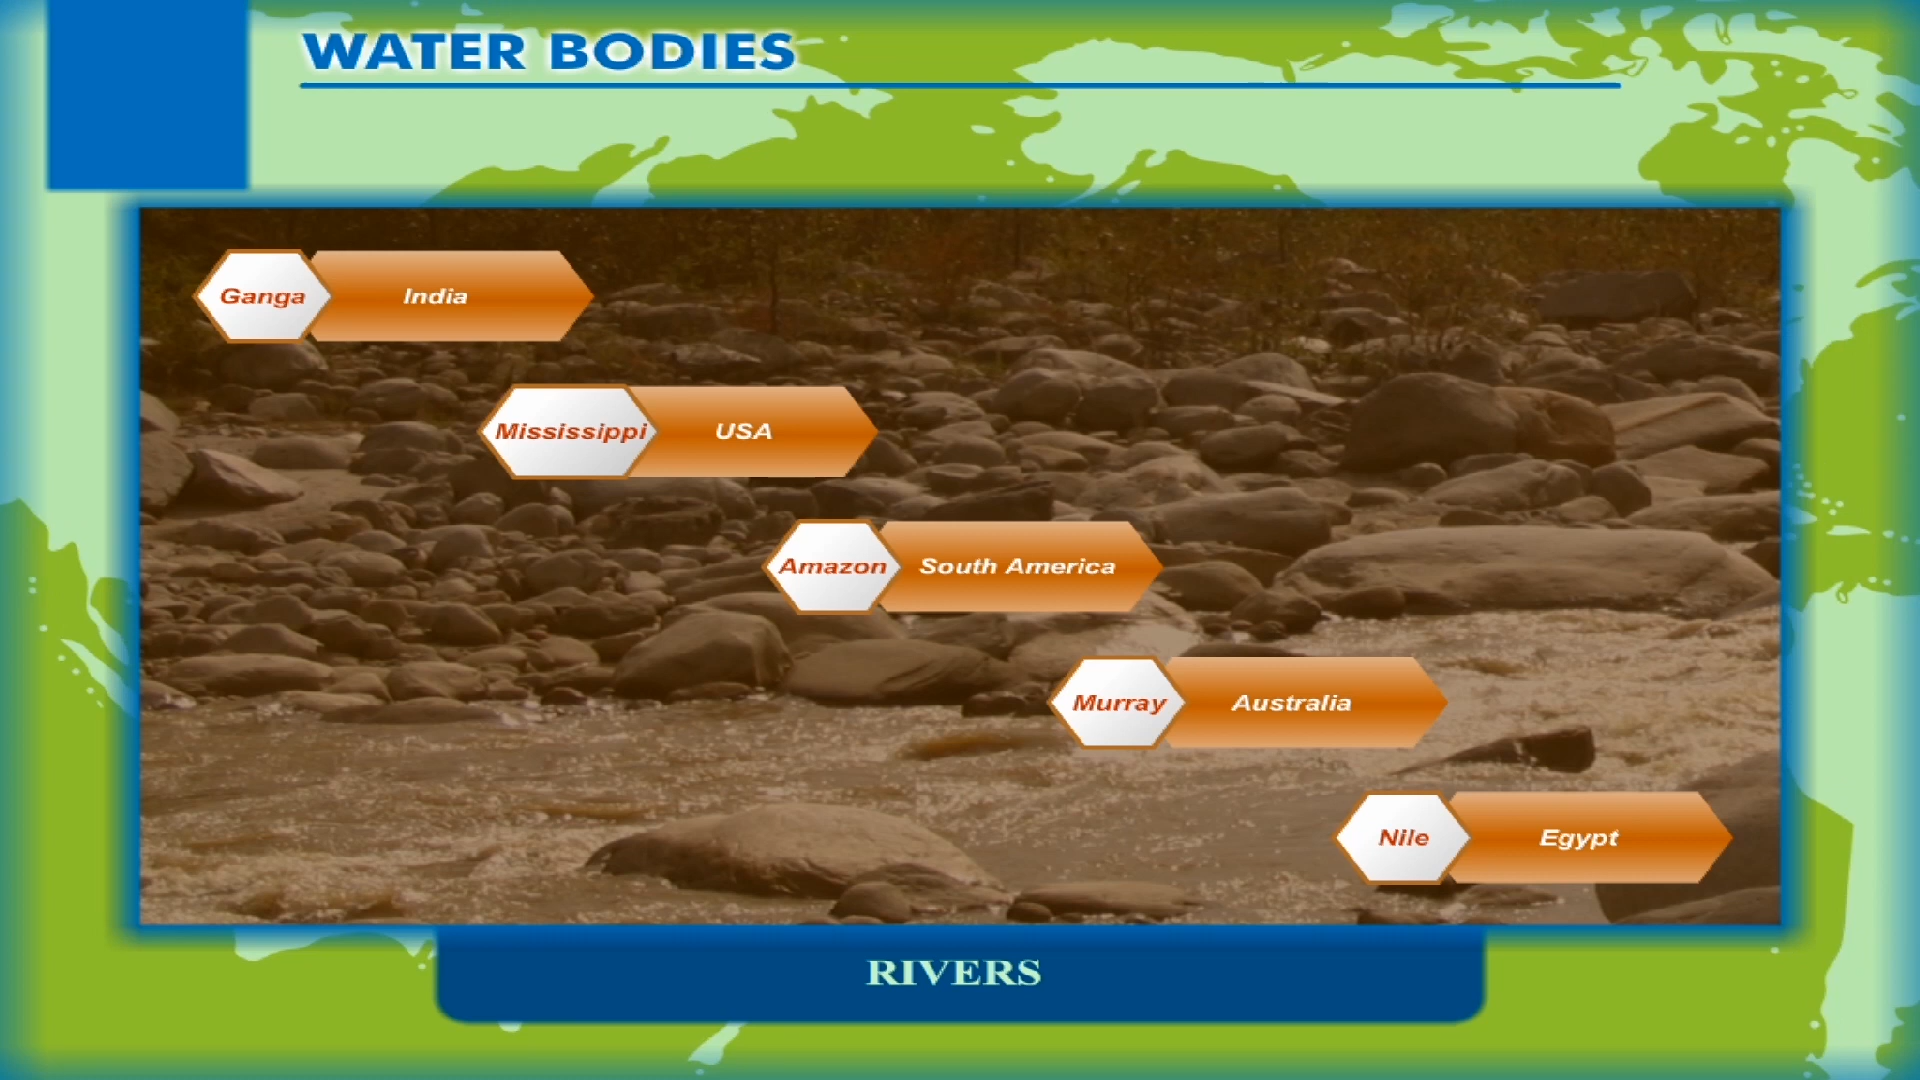 WATER BODIES
Ganga India
Mississippi USA
Amazon South America
Murray Australia
Nile Egypt
RIVERS